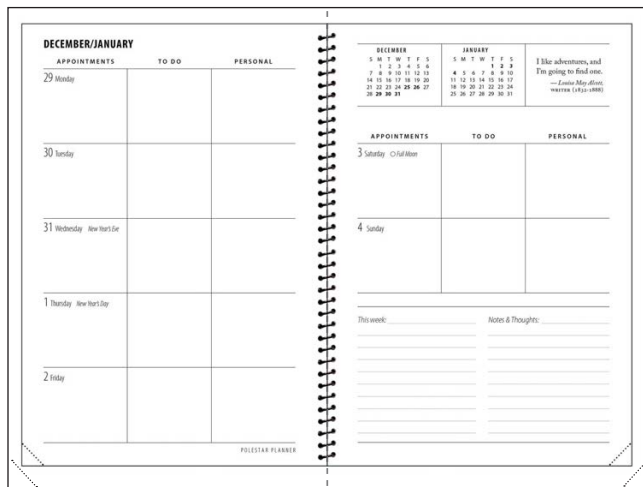 DECEMBER/JANUARY
APPOINTMENTS TO DO PERSONAL
29 Monday
30 Tuesday
31 Wednesday New Year's Eve
1 Thursday New Year's Day
2 Friday
POLESTAR PLANNER
DECEMBER
S M T W T F S
1 2 3 4 5 6
7 8 9 10 11 12 13
14 15 16 17 18 19 20
21 22 23 24 25 26 27
28 29 30 31
JANUARY
S M T W T F S
1 2 3
4 5 6 7 8 9 10
11 12 13 14 15 16 17
18 19 20 21 22 23 24
25 26 27 28 29 30 31
I like adventures, and
I'm going to find one.
— Louisa May Alcott,
WRITER (1832-1888)
APPOINTMENTS TO DO PERSONAL
3 Saturday Full Moon
4 Sunday
This week:
Notes & Thoughts: